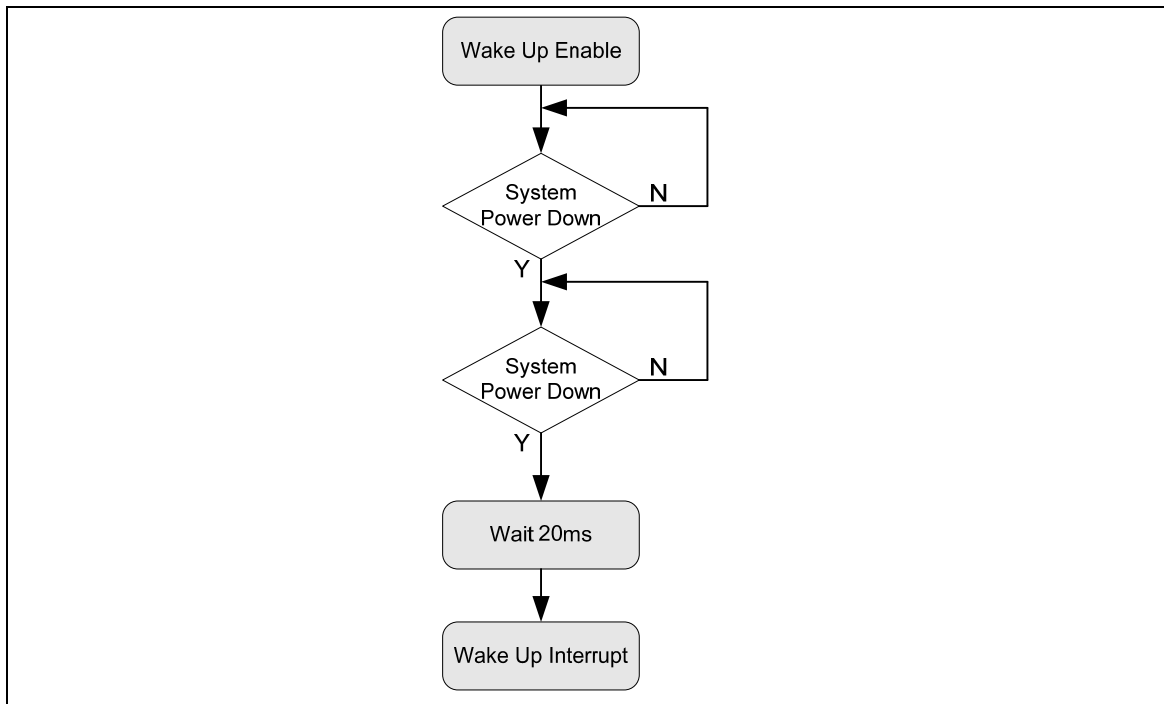 Wake Up Enable
System
Power Down
N
Y
System
Power Down
N
Y
Wait 20ms
Wake Up Interrupt